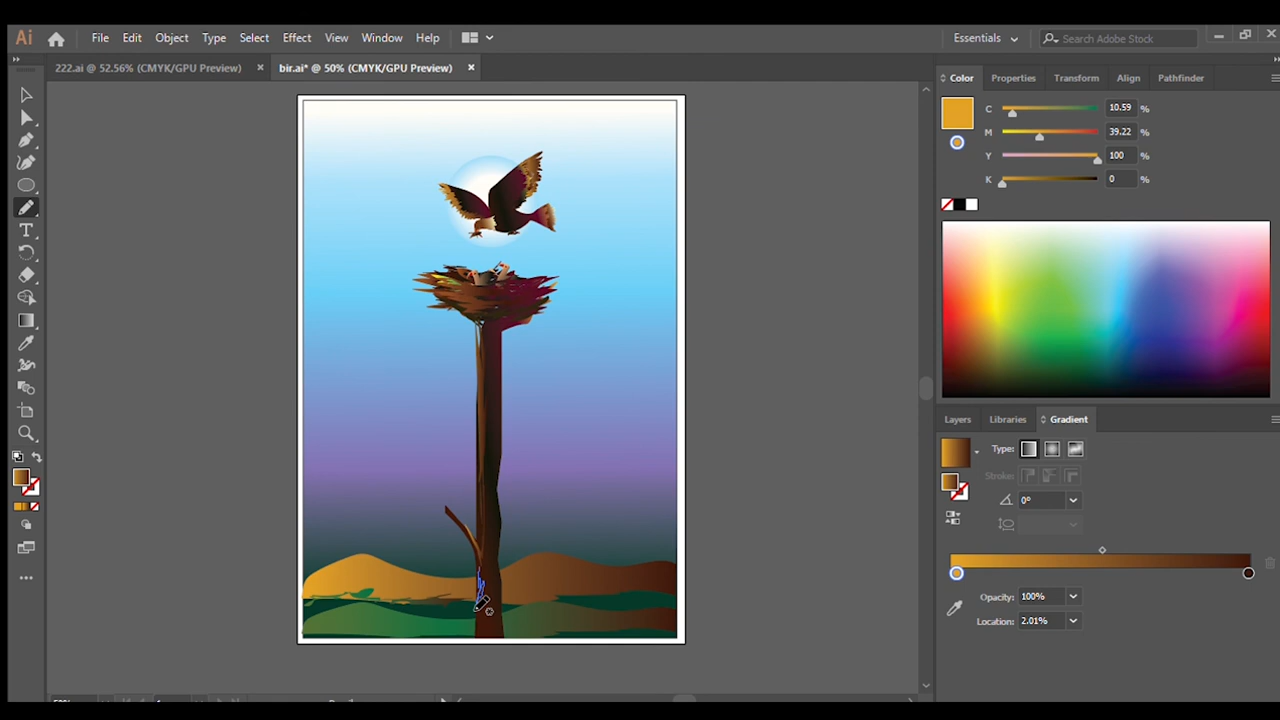 Ai File Edit Object Type Select Effect View Window Help Essentials Search Adobe Stock
222.ai @ 52.56% (CMYK/GPU Preview) × bir.ai* @ 50% (CMYK/GPU Preview) ×
Color Properties Transform Align Pathfinder
C 10.59 %
M 39.22 %
Y 100 %
K 0 %
Layers Libraries Gradient
Type:
Stroke:
0°
Opacity: 100%
Location: 2.01%